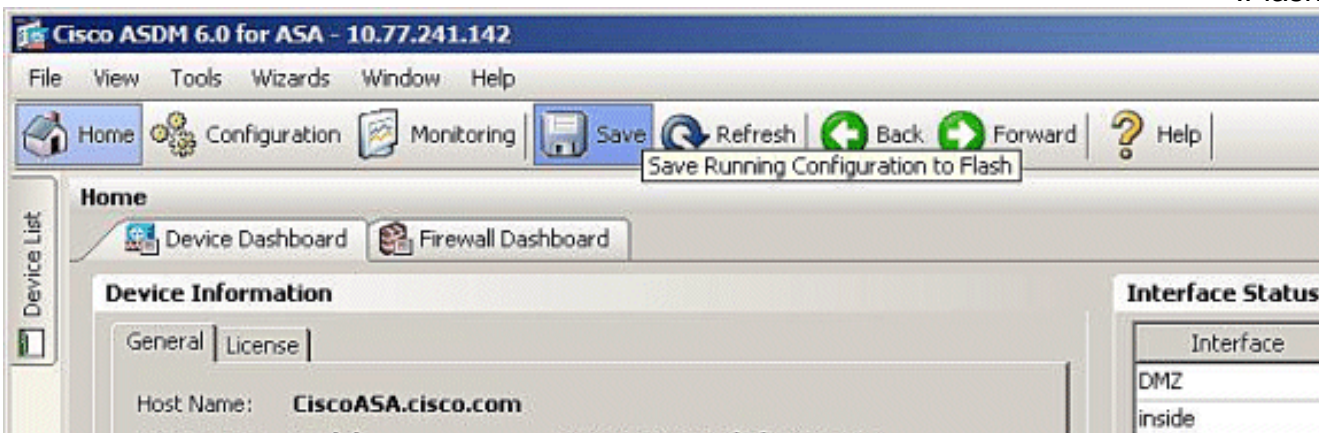 Cisco ASDM 6.0 for ASA - 10.77.241.142
File View Tools Wizards Window Help
Home Configuration Monitoring Save Refresh Back Forward Help
Save Running Configuration to Flash
Device List
Home
Device Dashboard Firewall Dashboard
Device Information
General License
Host Name: CiscoASA.cisco.com
Interface Status
Interface
DMZ
inside